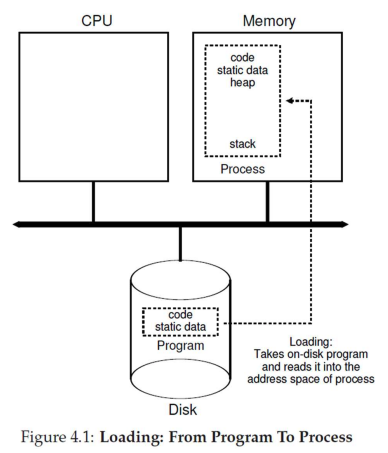 CPU
Memory
code
static data
heap
stack
Process
code
static data
Program
Disk
Loading:
Takes on-disk program
and reads it into the
address space of process
Figure 4.1: Loading: From Program To Process